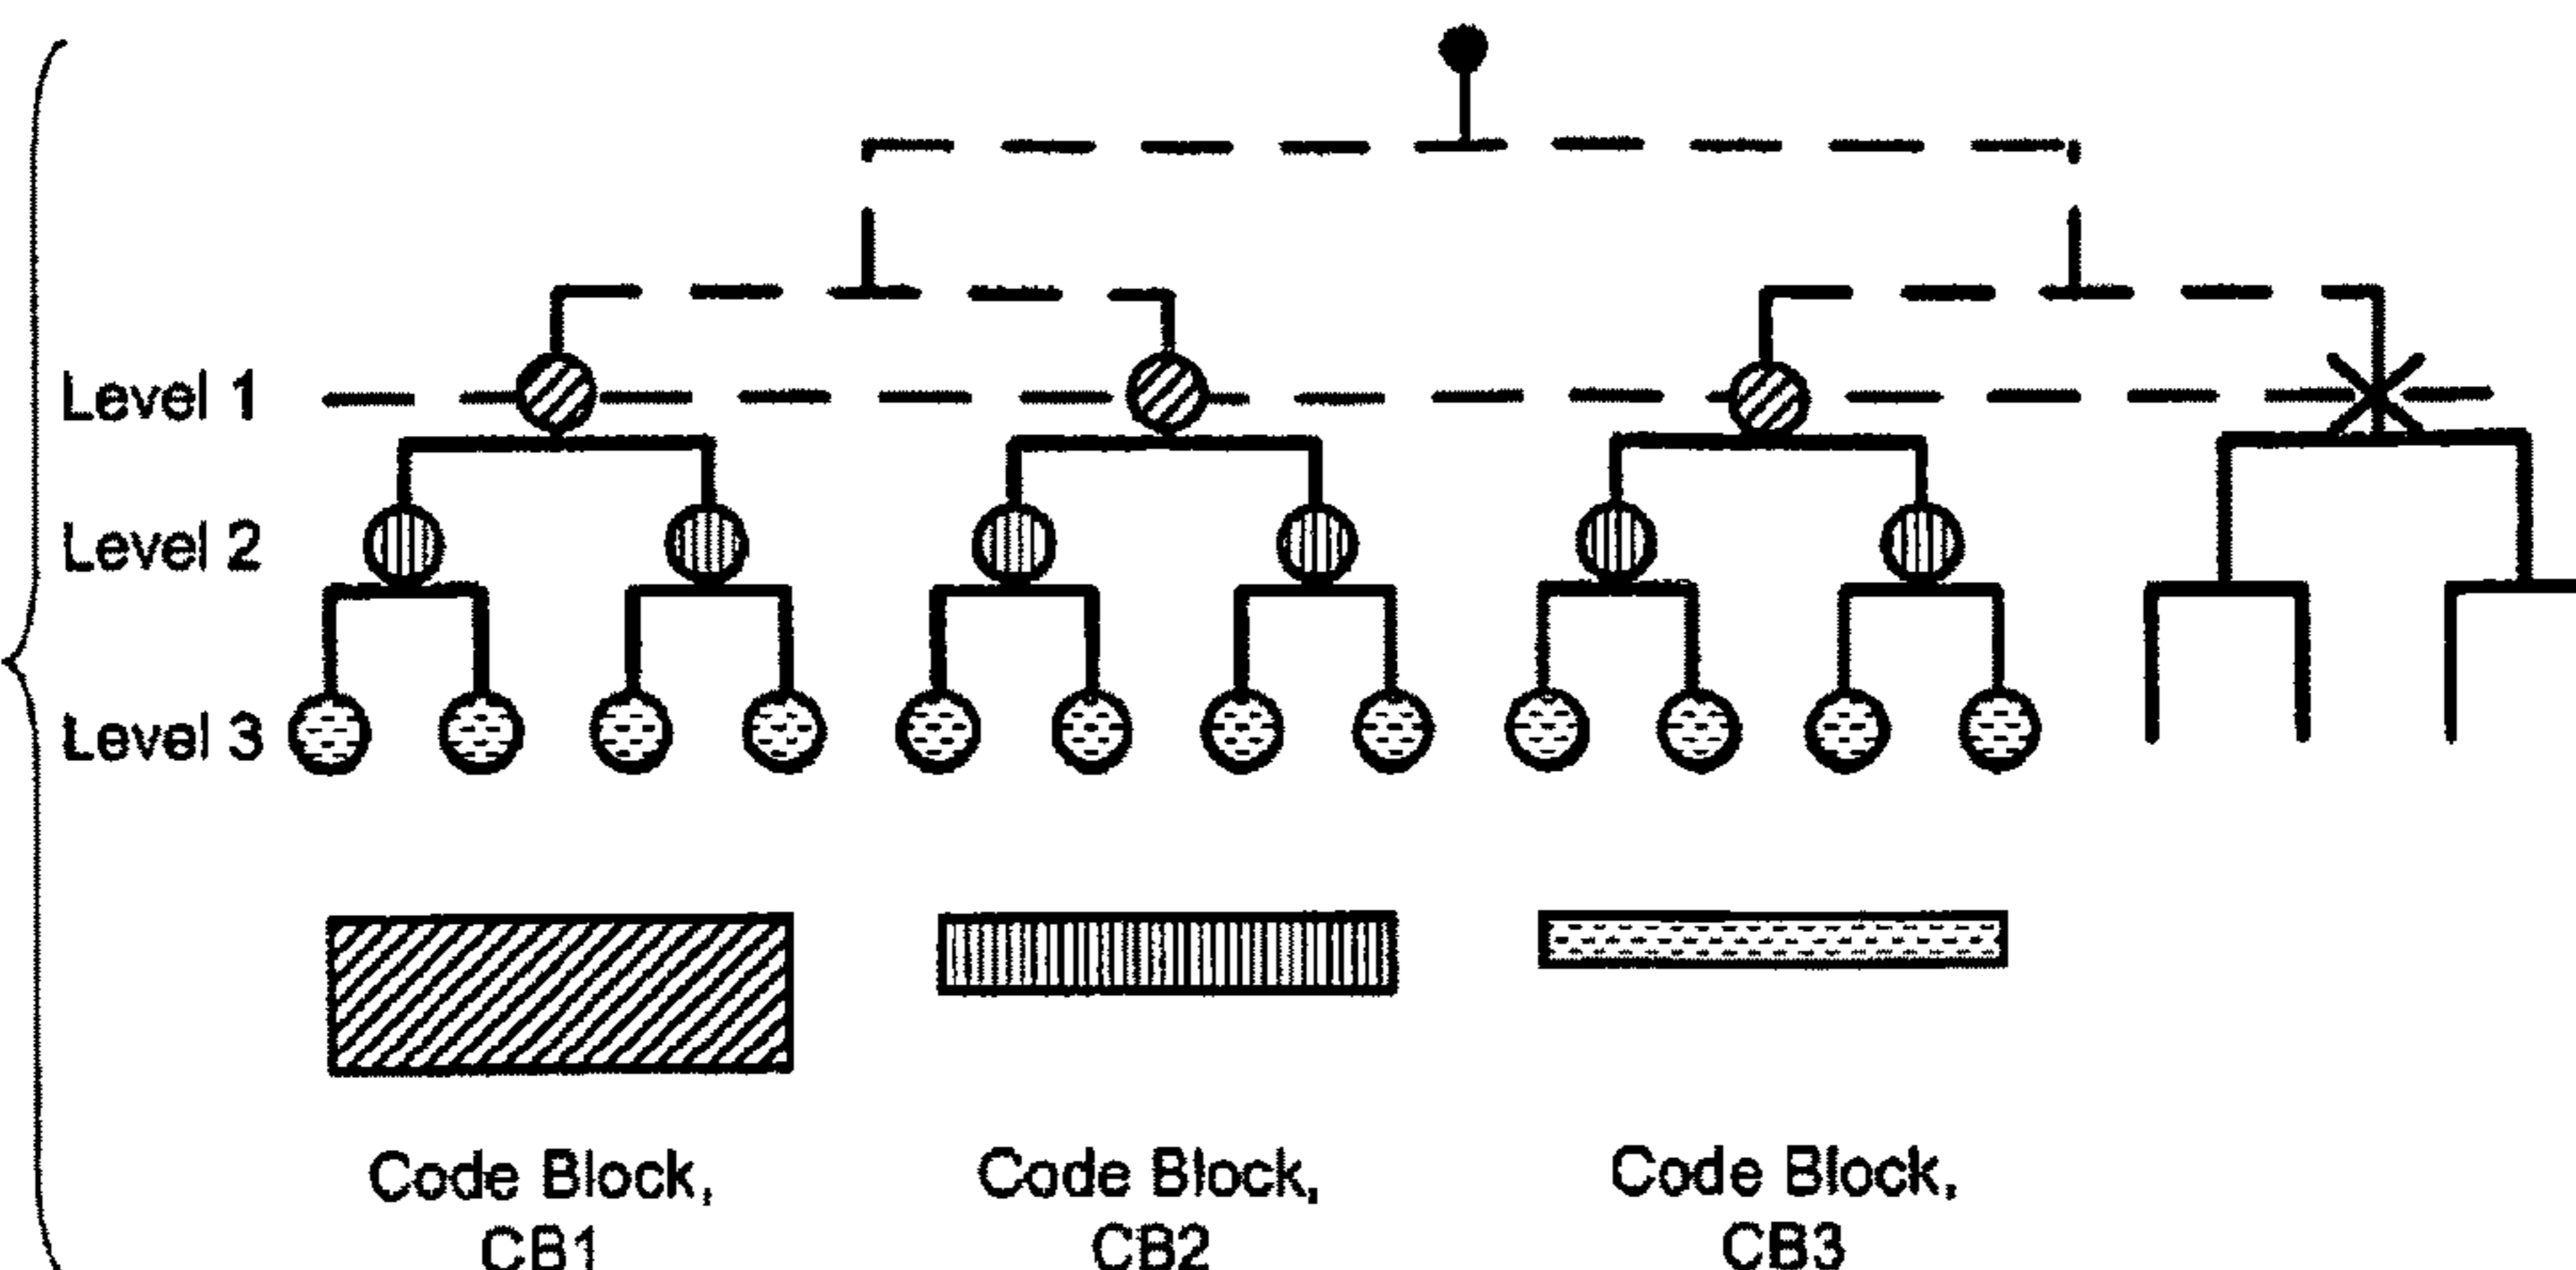 Level 1
Level 2
Level 3
Code Block,
CB1
Code Block,
CB2
Code Block,
CB3